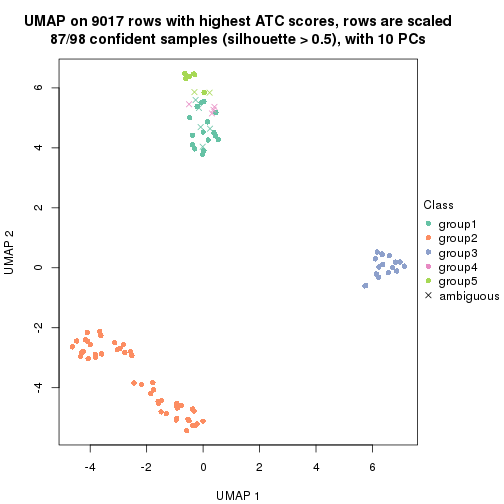 UMAP on 9017 rows with highest ATC scores, rows are scaled
87/98 confident samples (silhouette > 0.5), with 10 PCs
6
4
2
0
-2
-4
UMAP 2
-4 -2 0 2 4 6
UMAP 1
Class
group1
group2
group3
group4
group5
ambiguous